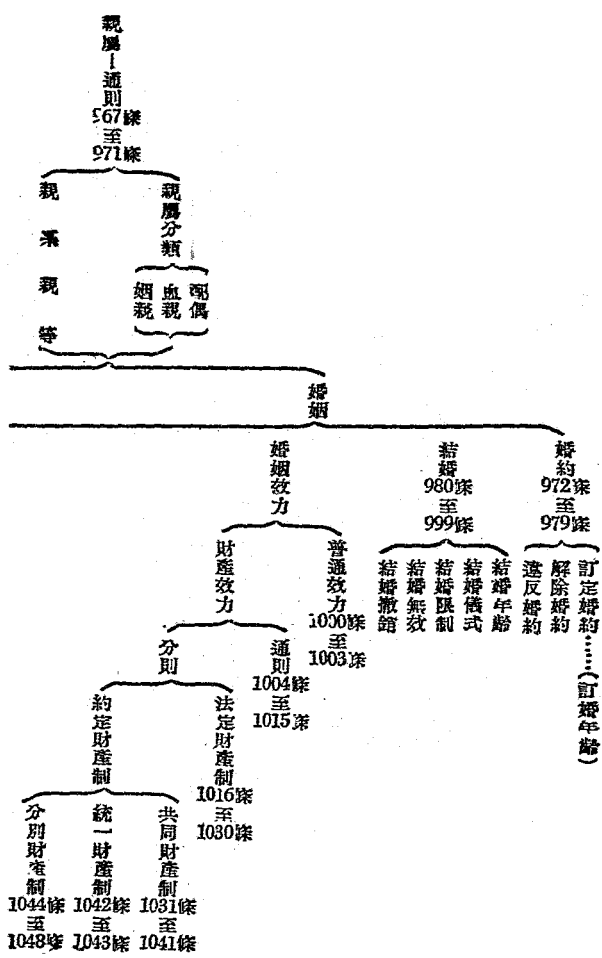 親屬—通則967條至971條
親屬分類
配偶
血親
姻親
親系親等
婚姻
婚約972條至979條
訂定婚約……(訂婚年齡)
解除婚約
違反婚約
結婚980條至999條
結婚年齡
結婚儀式
結婚限制
結婚無效
結婚撤銷
婚姻效力
普通效力1000條至1003條
財產效力
通則1004條至1015條
分則
法定財產制1016條至1030條
約定財產制
共同財產制1031條至1041條
統一財產制1042條至1043條
分別財產制1044條至1048條